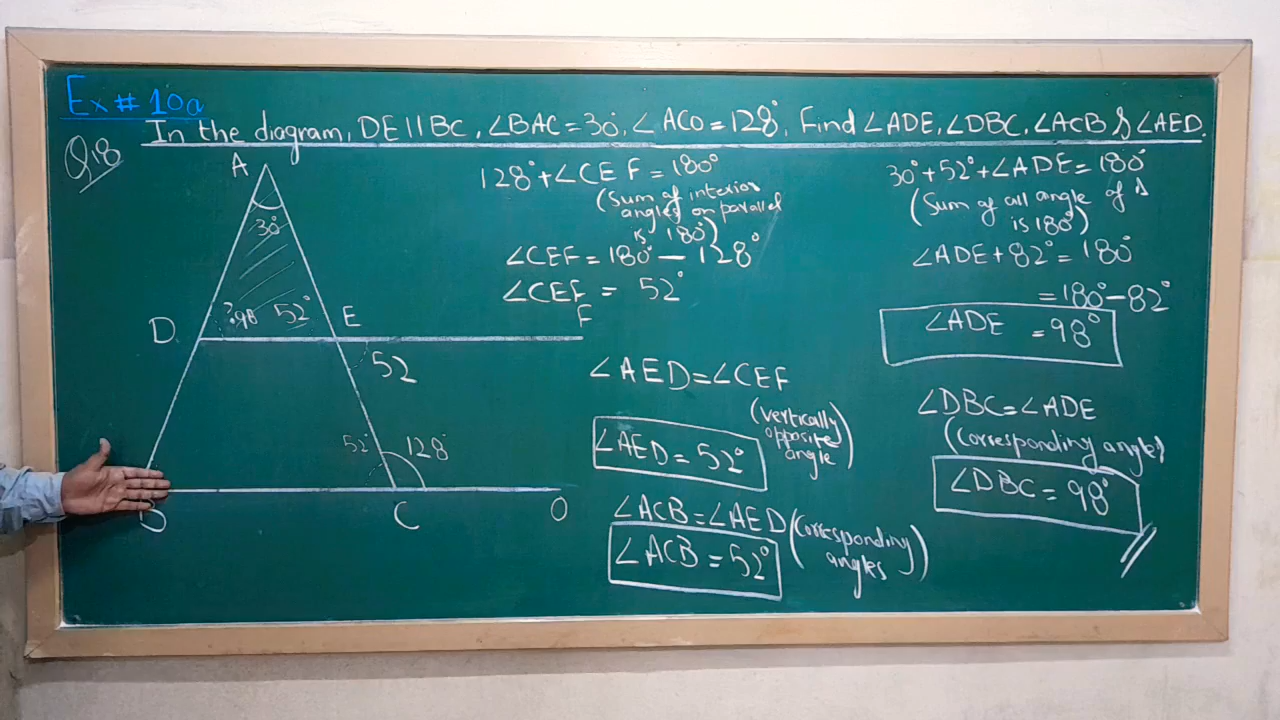 Ex # 10a
Q18
In the diagram, DE || BC, ∠BAC = 30°, ∠ACO = 128°. Find ∠ADE, ∠DBC, ∠ACB & ∠AED.
A
30°
D
?98 52°
E
F
52
52° 128°
C
O
128° + ∠CEF = 180°
(Sum of interior
angles on parallel
is 180°)
∠CEF = 180° - 128°
∠CEF = 52°
∠AED = ∠CEF
(vertically
opposite
angle)
∠AED = 52°
∠ACB = ∠AED (Corresponding
angles)
∠ACB = 52°
30° + 52° + ∠ADE = 180°
(Sum of all angle of Δ
is 180°)
∠ADE + 82° = 180°
= 180° - 82°
∠ADE = 98°
∠DBC = ∠ADE
(Corresponding angles)
∠DBC = 98°